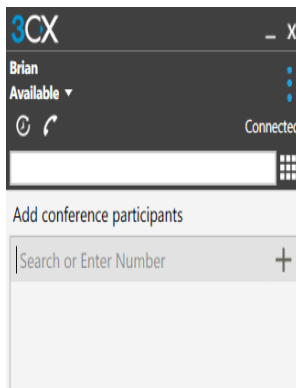 3CX
_ X
Brian
Available
Connected
Add conference participants
Search or Enter Number